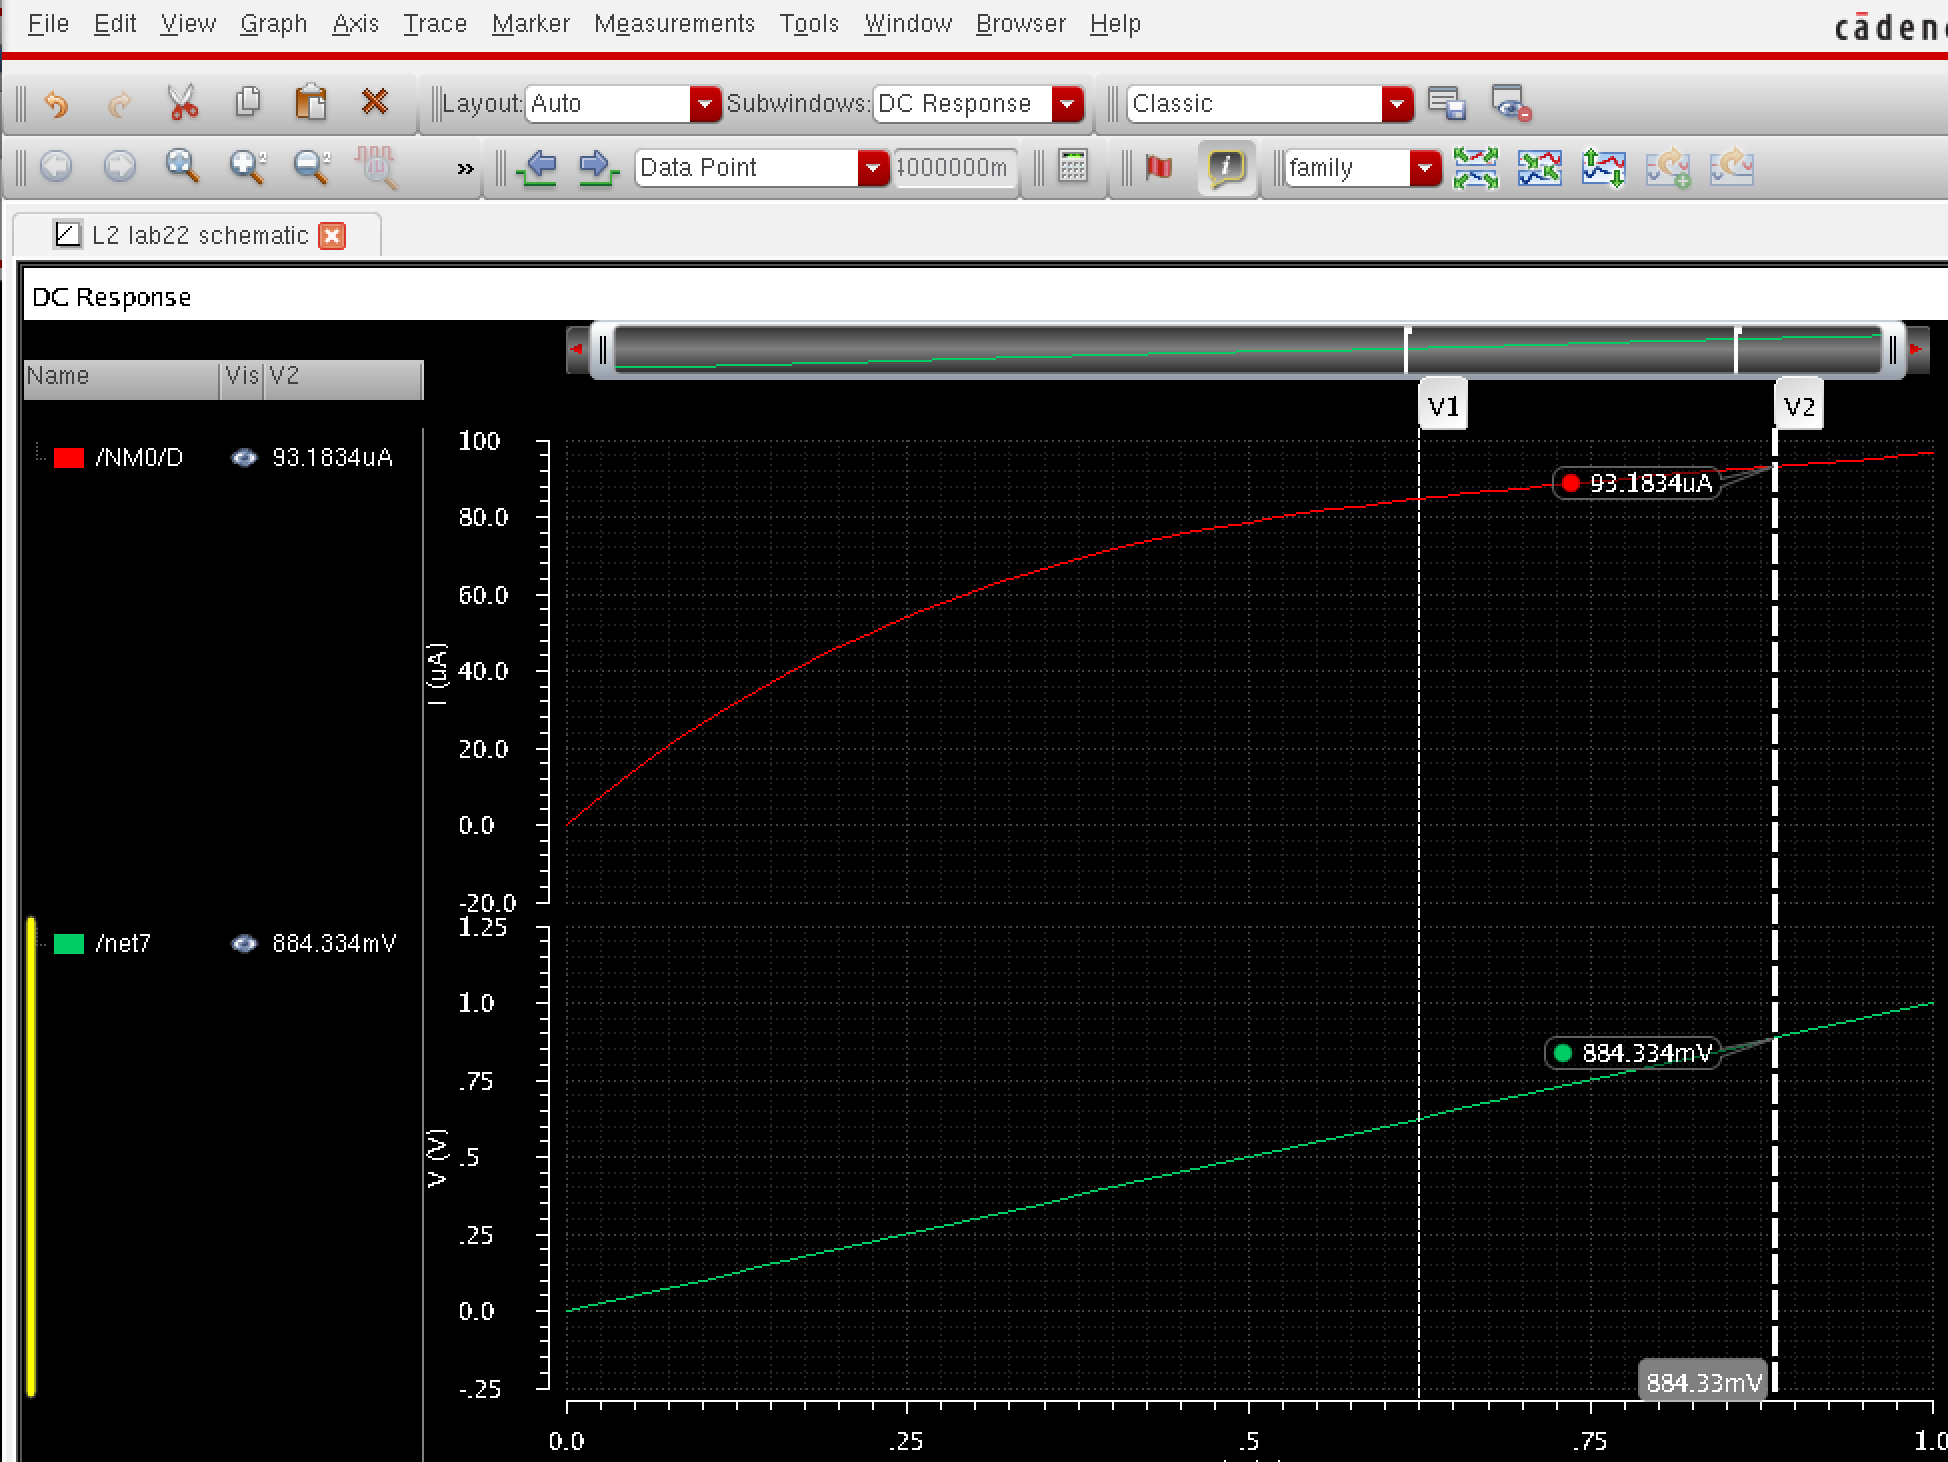 File Edit View Graph Axis Trace Marker Measurements Tools Window Browser Help
cāden
Layout: Auto Subwindows: DC Response Classic
» Data Point 1000000m family
L2 lab22 schematic
DC Response
Name Vis V2
V1 V2
/NM0/D 93.1834uA
100
80.0
60.0
40.0
20.0
0.0
-20.0
I (uA)
93.1834uA
/net7 884.334mV
1.25
1.0
.75
.5
.25
0.0
-.25
V (V)
884.334mV
884.33mV
0.0 .25 .5 .75 1.0